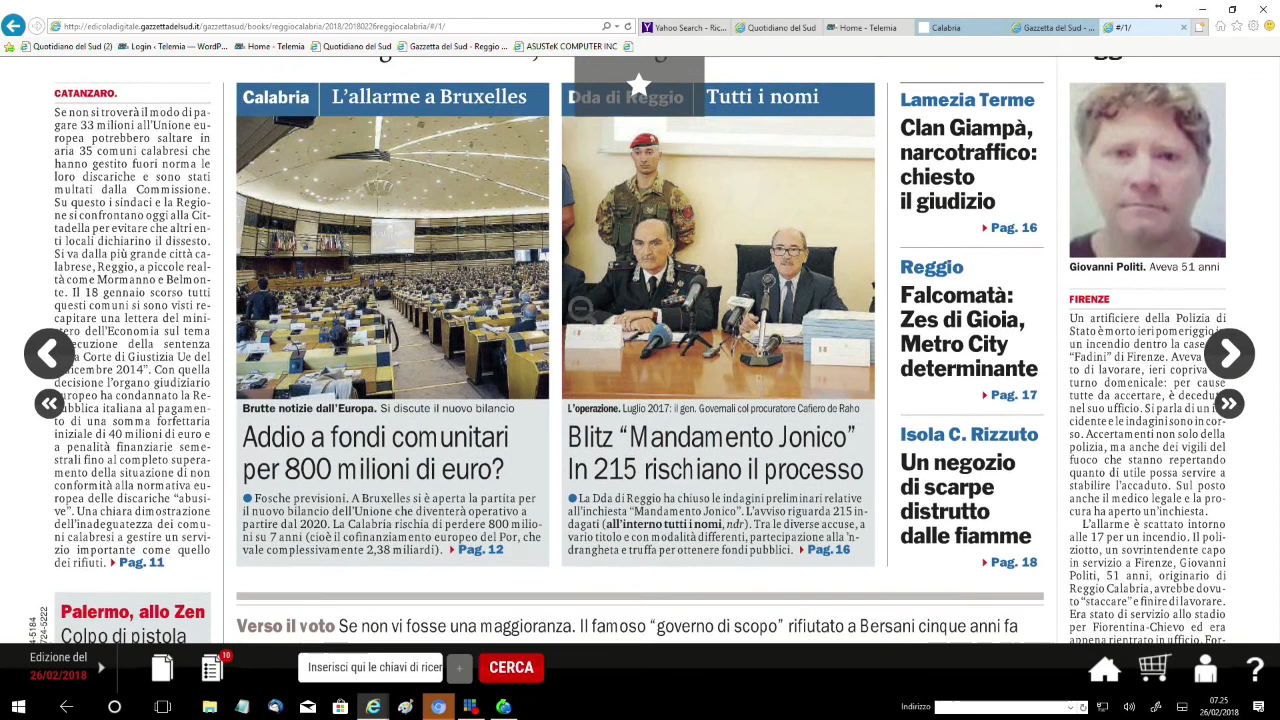 http://edicoladigitale.gazzettadelsud.it/gazzettasud/books/reggiocalabria/2018/20180226reggiocalabria/#/1/
Yahoo Search - Ric...
Quotidiano del Sud
Home - Telemia
Calabria
Gazzetta del Sud - ...
#/1/
Quotidiano del Sud (2)
Login - Telemia — WordP...
Home - Telemia
Quotidiano del Sud
Gazzetta del Sud - Reggio ...
ASUSTeK COMPUTER INC
CATANZARO.
Se non si troverà il modo di pa-
gare 33 milioni all'Unione eu-
ropea potrebbero saltare in
aria 35 comuni calabresi che
hanno gestito fuori norma le
loro discariche e sono stati
multati dalla Commissione.
Su questo i sindaci e la Regio-
ne si confrontano oggi alla Cit-
tadella per evitare che altri en-
ti locali dichiarino il dissesto.
Si va dalla più grande città ca-
labrese, Reggio, a piccole real-
tà come Mormanno e Belmon-
te. Il 18 gennaio scorso tutti
questi comuni si sono visti re-
capitare una lettera del mini-
stero dell'Economia sul tema
ecuzione della sentenza
a Corte di Giustizia Ue del
icembre 2014". Con quella
decisione l'organo giudiziario
europeo ha condannato la Re-
bblica italiana al pagamen-
to di una somma forfettaria
iniziale di 40 milioni di euro e
a penalità finanziarie seme-
strali fino al completo supera-
mento della situazione di non
conformità alla normativa eu-
ropea delle discariche "abusi-
ve". Una chiara dimostrazione
dell'inadeguatezza dei comu-
ni calabresi a gestire un servi-
zio importante come quello
dei rifiuti. Pag. 11
Palermo, allo Zen
Colpo di pistola
Calabria L'allarme a Bruxelles
Brutte notizie dall'Europa. Si discute il nuovo bilancio
Addio a fondi comunitari
per 800 milioni di euro?
● Fosche previsioni. A Bruxelles si è aperta la partita per
il nuovo bilancio dell'Unione che diventerà operativo a
partire dal 2020. La Calabria rischia di perdere 800 milio-
ni su 7 anni (cioè il cofinanziamento europeo del Por, che
vale complessivamente 2,38 miliardi). Pag. 12
Dda di Reggio Tutti i nomi
L'operazione. Luglio 2017: il gen. Governali col procuratore Cafiero de Raho
Blitz "Mandamento Jonico"
In 215 rischiano il processo
● La Dda di Reggio ha chiuso le indagini preliminari relative
all'inchiesta "Mandamento Jonico". L'avviso riguarda 215 in-
dagati (all'interno tutti i nomi, ndr). Tra le diverse accuse, a
vario titolo e con modalità differenti, partecipazione alla 'n-
drangheta e truffa per ottenere fondi pubblici. Pag. 16
Lamezia Terme
Clan Giampà,
narcotraffico:
chiesto
il giudizio
Pag. 16
Reggio
Falcomatà:
Zes di Gioia,
Metro City
determinante
Pag. 17
Isola C. Rizzuto
Un negozio
di scarpe
distrutto
dalle fiamme
Pag. 18
Giovanni Politi. Aveva 51 anni
FIRENZE
Un artificiere della Polizia di
Stato è morto ieri pomeriggio in
un incendio dentro la case
"Fadini" di Firenze. Aveva
to di lavorare, ieri copriva
turno domenicale: per cause
tutte da accertare, è decedu
nel suo ufficio. Si parla di un in
cidente e le indagini sono in cor-
so. Accertamenti non solo della
polizia, ma anche dei vigili del
fuoco che stanno repertando
quanto di utile possa servire a
stabilire l'accaduto. Sul posto
anche il medico legale e la pro-
cura ha aperto un'inchiesta.
L'allarme è scattato intorno
alle 17 per un incendio. Il poli-
ziotto, un sovrintendente capo
in servizio a Firenze, Giovanni
Politi, 51 anni, originario di
Reggio Calabria, avrebbe dovu-
to "staccare" e finire di lavorare.
Era stato di servizio allo stadio
per Fiorentina-Chievo ed era
appena rientrato in ufficio. For-
Verso il voto Se non vi fosse una maggioranza. Il famoso "governo di scopo" rifiutato a Bersani cinque anni fa
Edizione del
26/02/2018
10
Inserisci qui le chiavi di ricer
+
CERCA
?
Indirizzo
07.25
26/02/2018